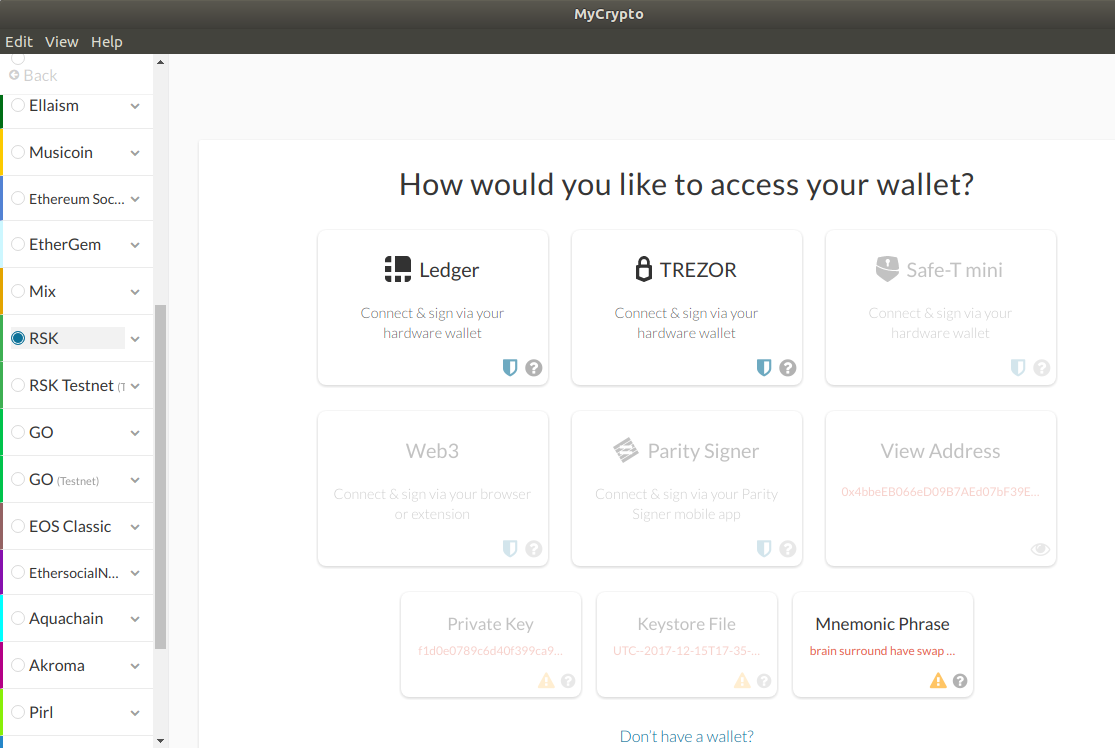 MyCrypto
Edit View Help
Back
Ellaism
Musicoin
Ethereum Soc...
EtherGem
Mix
RSK
RSK Testnet (T
GO
GO (Testnet)
EOS Classic
EthersocialN...
Aquachain
Akroma
Pirl
How would you like to access your wallet?
Ledger
Connect & sign via your
hardware wallet
TREZOR
Connect & sign via your
hardware wallet
Safe-T mini
Connect & sign via your
hardware wallet
Web3
Connect & sign via your browser
or extension
Parity Signer
Connect & sign via your Parity
Signer mobile app
View Address
0x4bbeEB066eD09B7AEd07bF39E...
Private Key
f1d0e0789c6d40f399ca9...
Keystore File
UTC--2017-12-15T17-35-...
Mnemonic Phrase
brain surround have swap ...
Don't have a wallet?